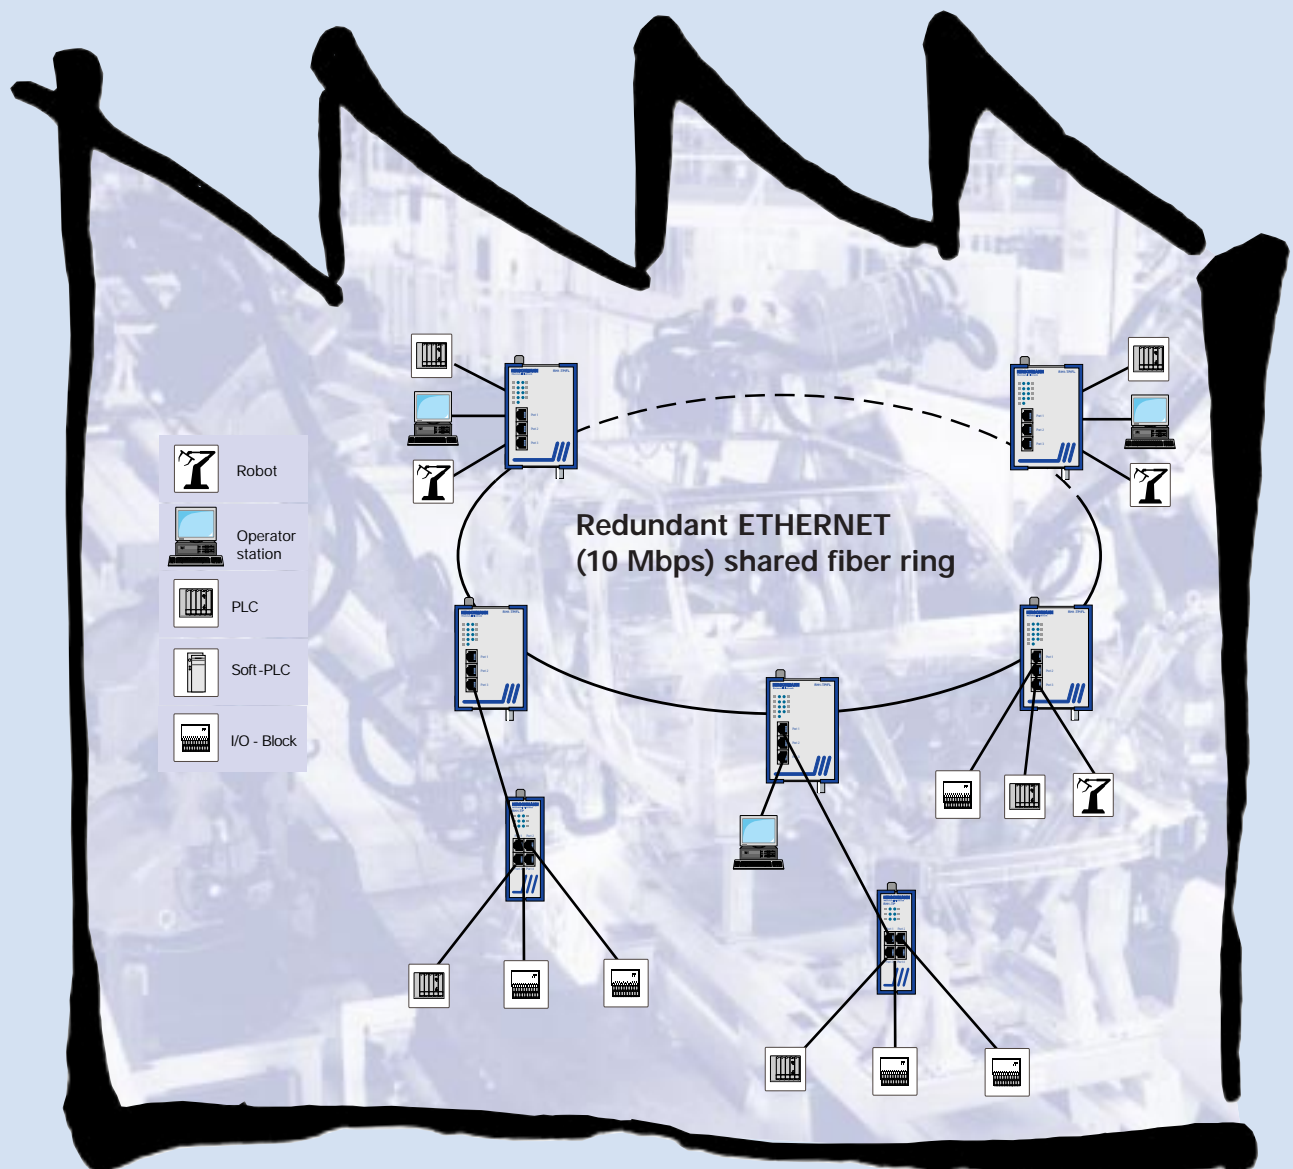 Redundant ETHERNET
(10 Mbps) shared fiber ring
Robot
Operator
station
PLC
Soft-PLC
I/O - Block